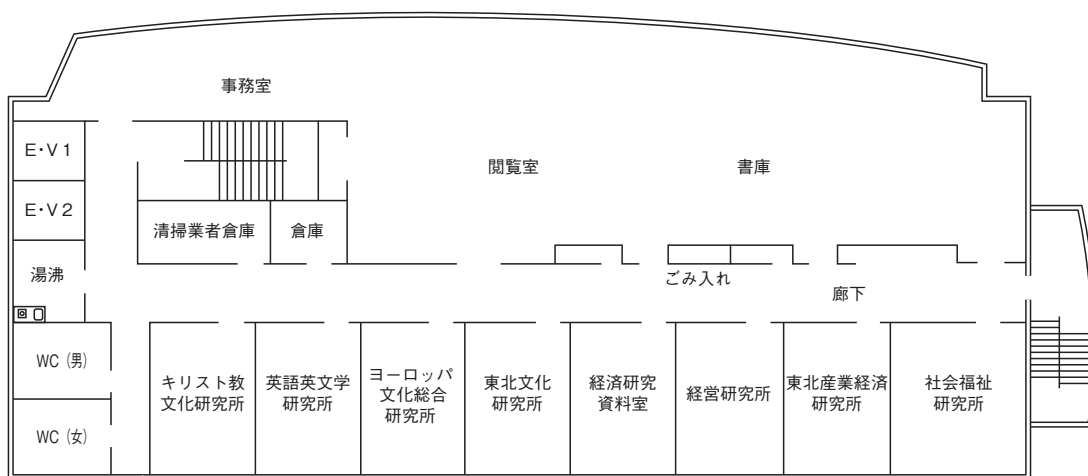 事務室
E・V1
閲覧室
書庫
E・V2
清掃業者倉庫
倉庫
湯沸
ごみ入れ
廊下
WC（男）
キリスト教
文化研究所
英語英文学
研究所
ヨーロッパ
文化総合
研究所
東北文化
研究所
経済研究
資料室
経営研究所
東北産業経済
研究所
社会福祉
研究所
WC（女）